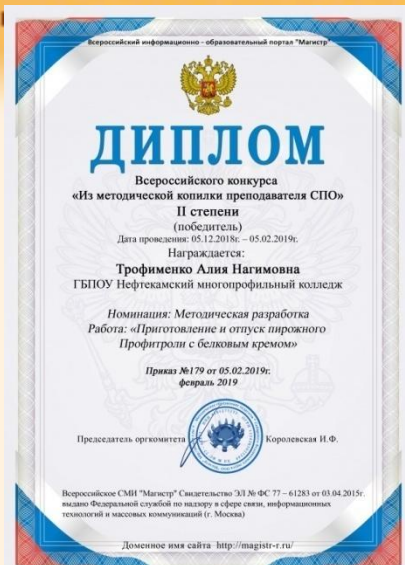 Всероссийский информационно - образовательный портал "Магистр"
ДИПЛОМ
Всероссийского конкурса
«Из методической копилки преподавателя СПО»
II степени
(победитель)
Дата проведения: 05.12.2018г. – 05.02.2019г.
Награждается:
Трофименко Алия Нагимовна
ГБПОУ Нефтекамский многопрофильный колледж
Номинация: Методическая разработка
Работа: «Приготовление и отпуск пирожного
Профитроли с белковым кремом»
Приказ №179 от 05.02.2019г.
февраль 2019
Председатель оргкомитета Королевская И.Ф.
Всероссийское СМИ "Магистр" Свидетельство ЭЛ № ФС 77 – 61283 от 03.04.2015г.
выдано Федеральной службой по надзору в сфере связи, информационных
технологий и массовых коммуникаций (г. Москва)
Доменное имя сайта http://magistr-r.ru/